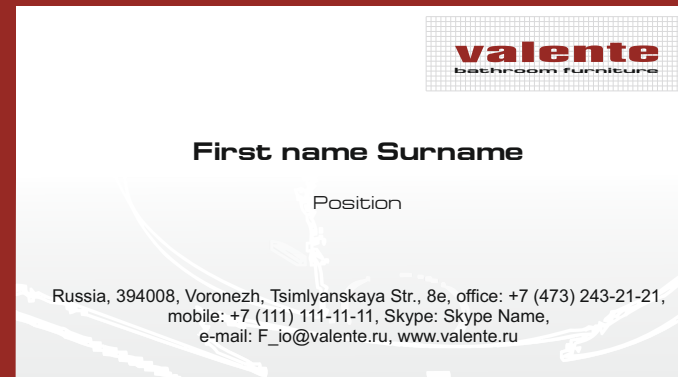 valente
bathroom furniture
First name Surname
Position
Russia, 394008, Voronezh, Tsimlyanskaya Str., 8e, office: +7 (473) 243-21-21,
mobile: +7 (111) 111-11-11, Skype: Skype Name,
e-mail: F_io@valente.ru, www.valente.ru